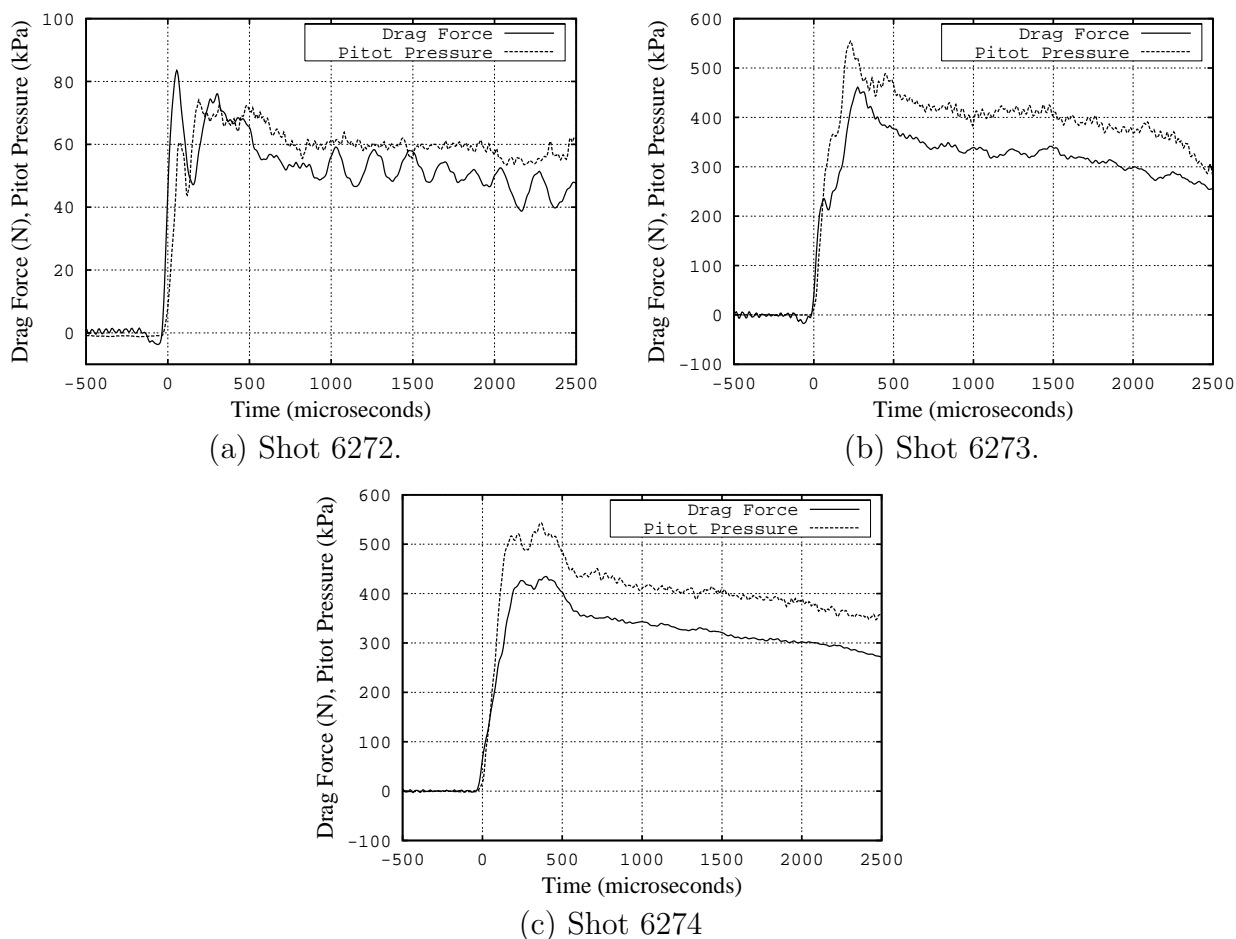 100
80
60
40
20
0
Drag Force (N), Pitot Pressure (kPa)
Drag Force
Pitot Pressure
-500 0 500 1000 1500 2000 2500
Time (microseconds)
(a) Shot 6272.
600
500
400
300
200
100
0
-100
Drag Force (N), Pitot Pressure (kPa)
Drag Force
Pitot Pressure
-500 0 500 1000 1500 2000 2500
Time (microseconds)
(b) Shot 6273.
600
500
400
300
200
100
0
-100
Drag Force (N), Pitot Pressure (kPa)
Drag Force
Pitot Pressure
-500 0 500 1000 1500 2000 2500
Time (microseconds)
(c) Shot 6274